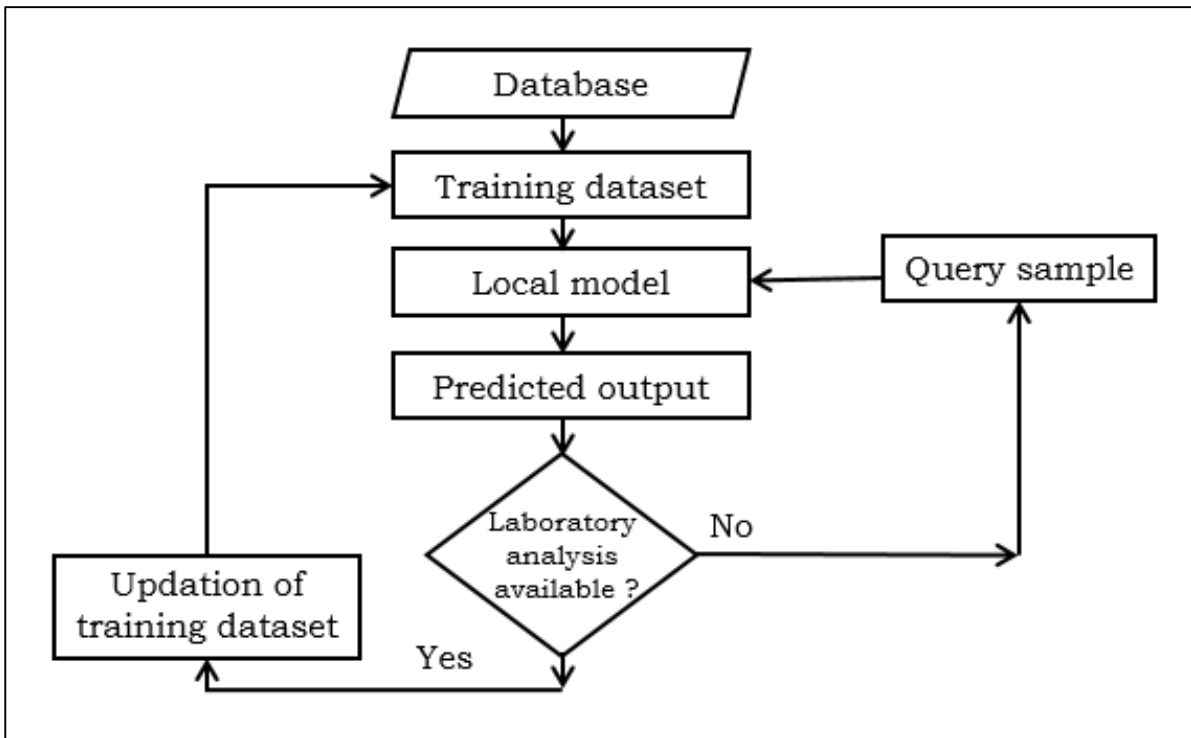 Database
Training dataset
Local model
Query sample
Predicted output
Laboratory
analysis
available ?
No
Updation of
training dataset
Yes